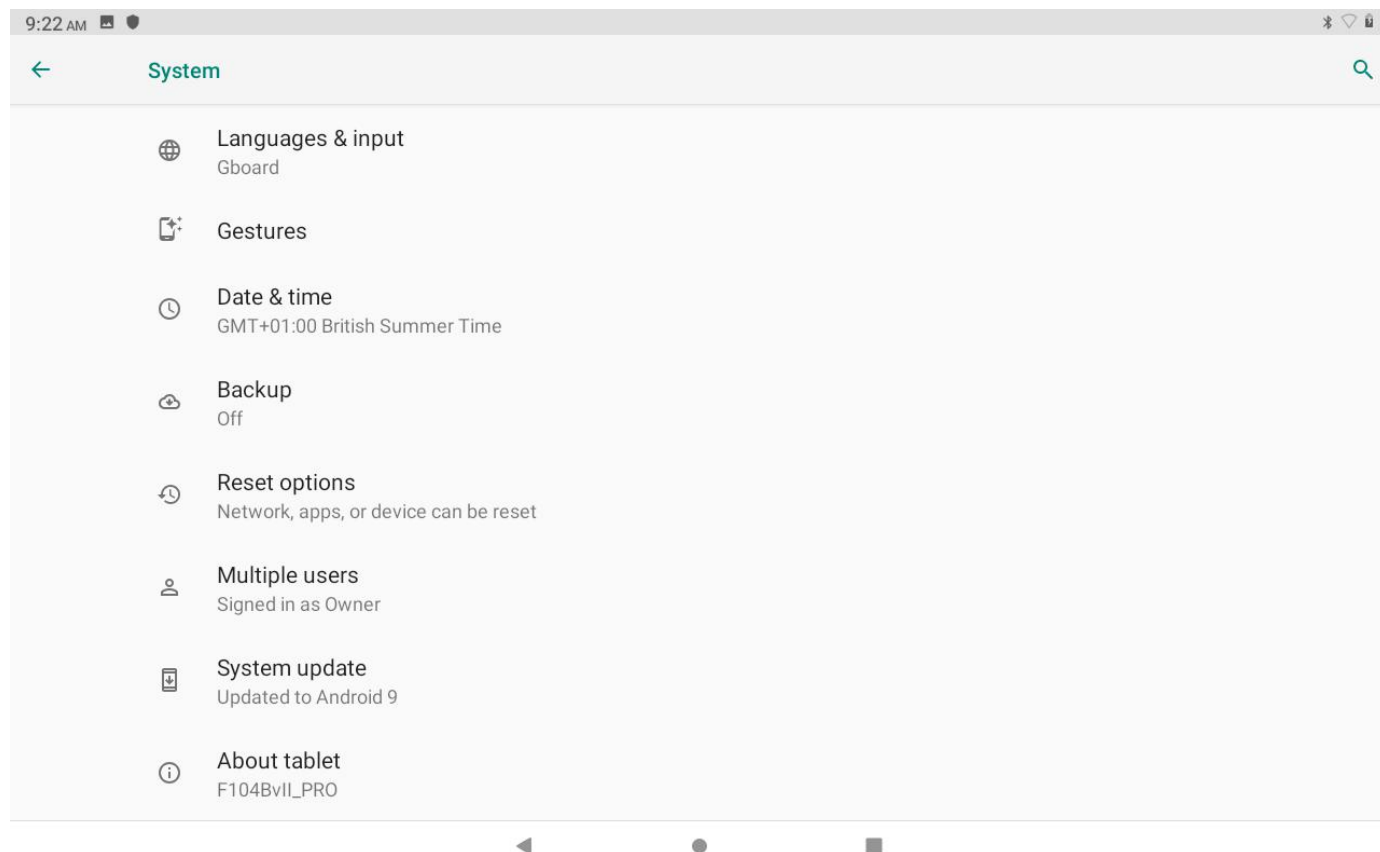 9:22 AM
System
Languages & input
Gboard
Gestures
Date & time
GMT+01:00 British Summer Time
Backup
Off
Reset options
Network, apps, or device can be reset
Multiple users
Signed in as Owner
System update
Updated to Android 9
About tablet
F104BvII_PRO